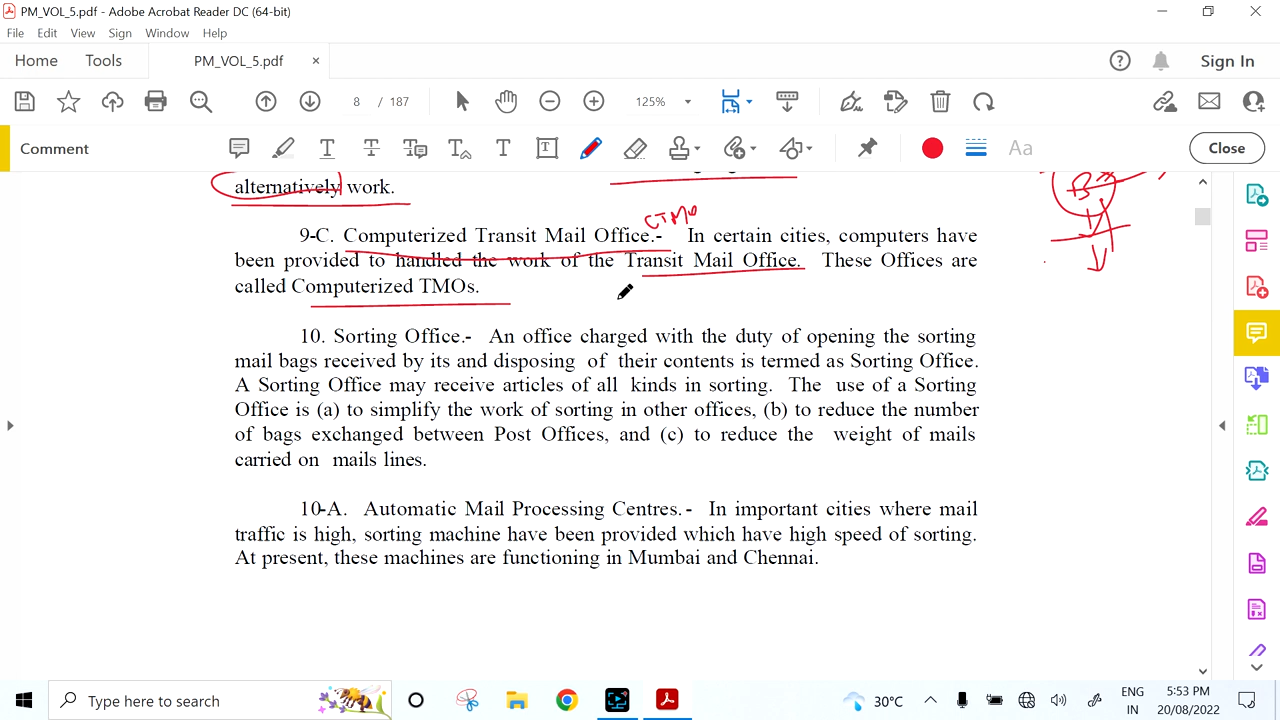 PM_VOL_5.pdf - Adobe Acrobat Reader DC (64-bit)
File Edit View Sign Window Help
Home Tools PM_VOL_5.pdf × Sign In
8 / 187 125%
Comment Aa Close
alternatively work.
CTMO
9-C. Computerized Transit Mail Office.- In certain cities, computers have
been provided to handled the work of the Transit Mail Office. These Offices are
called Computerized TMOs.
10. Sorting Office.- An office charged with the duty of opening the sorting
mail bags received by its and disposing of their contents is termed as Sorting Office.
A Sorting Office may receive articles of all kinds in sorting. The use of a Sorting
Office is (a) to simplify the work of sorting in other offices, (b) to reduce the number
of bags exchanged between Post Offices, and (c) to reduce the weight of mails
carried on mails lines.
10-A. Automatic Mail Processing Centres.- In important cities where mail
traffic is high, sorting machine have been provided which have high speed of sorting.
At present, these machines are functioning in Mumbai and Chennai.
Type here to search 30°C ENG 5:53 PM
IN 20/08/2022